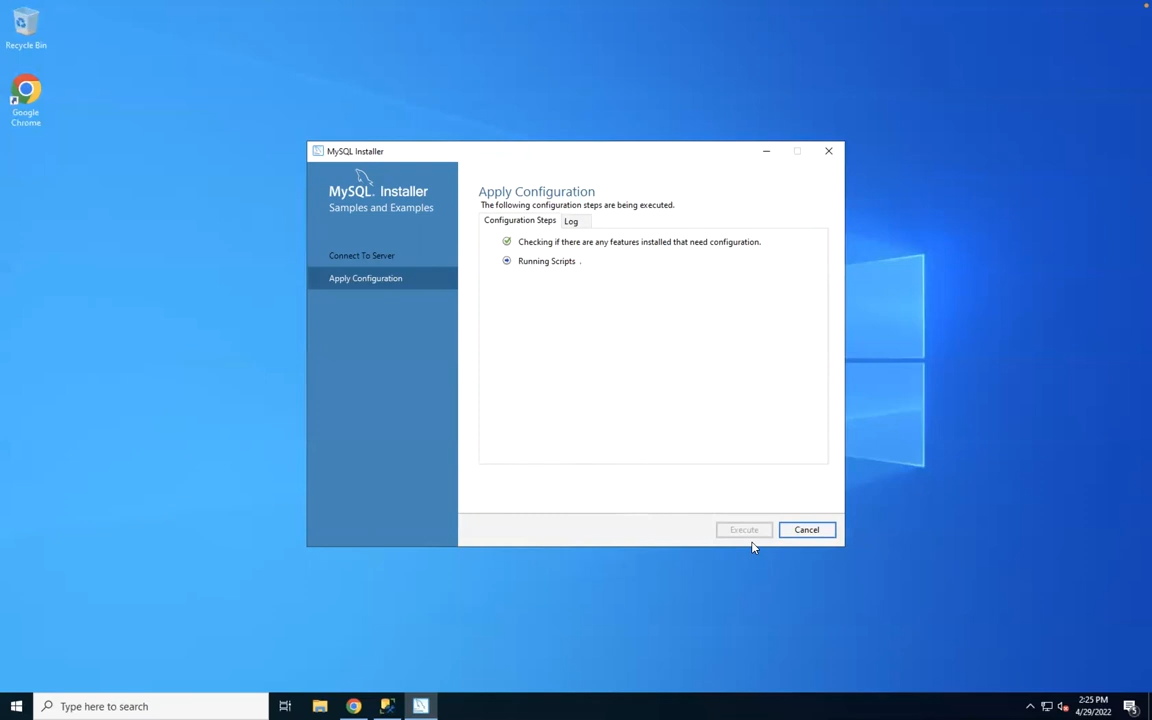 Recycle Bin
Google
Chrome
MySQL Installer
MySQL. Installer
Samples and Examples
Connect To Server
Apply Configuration
Apply Configuration
The following configuration steps are being executed.
Configuration Steps
Log
Checking if there are any features installed that need configuration.
Running Scripts .
Execute
Cancel
Type here to search
2:25 PM
4/29/2022
5